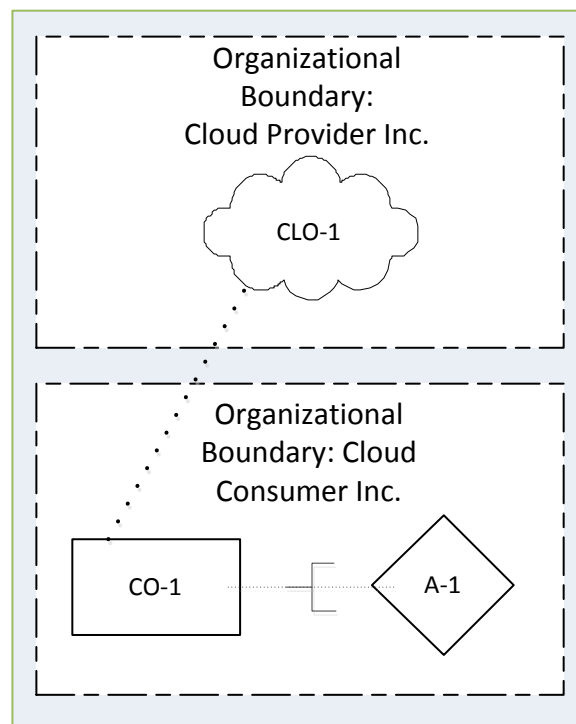 Organizational
Boundary:
Cloud Provider Inc.
CLO-1
Organizational
Boundary: Cloud
Consumer Inc.
CO-1
A-1